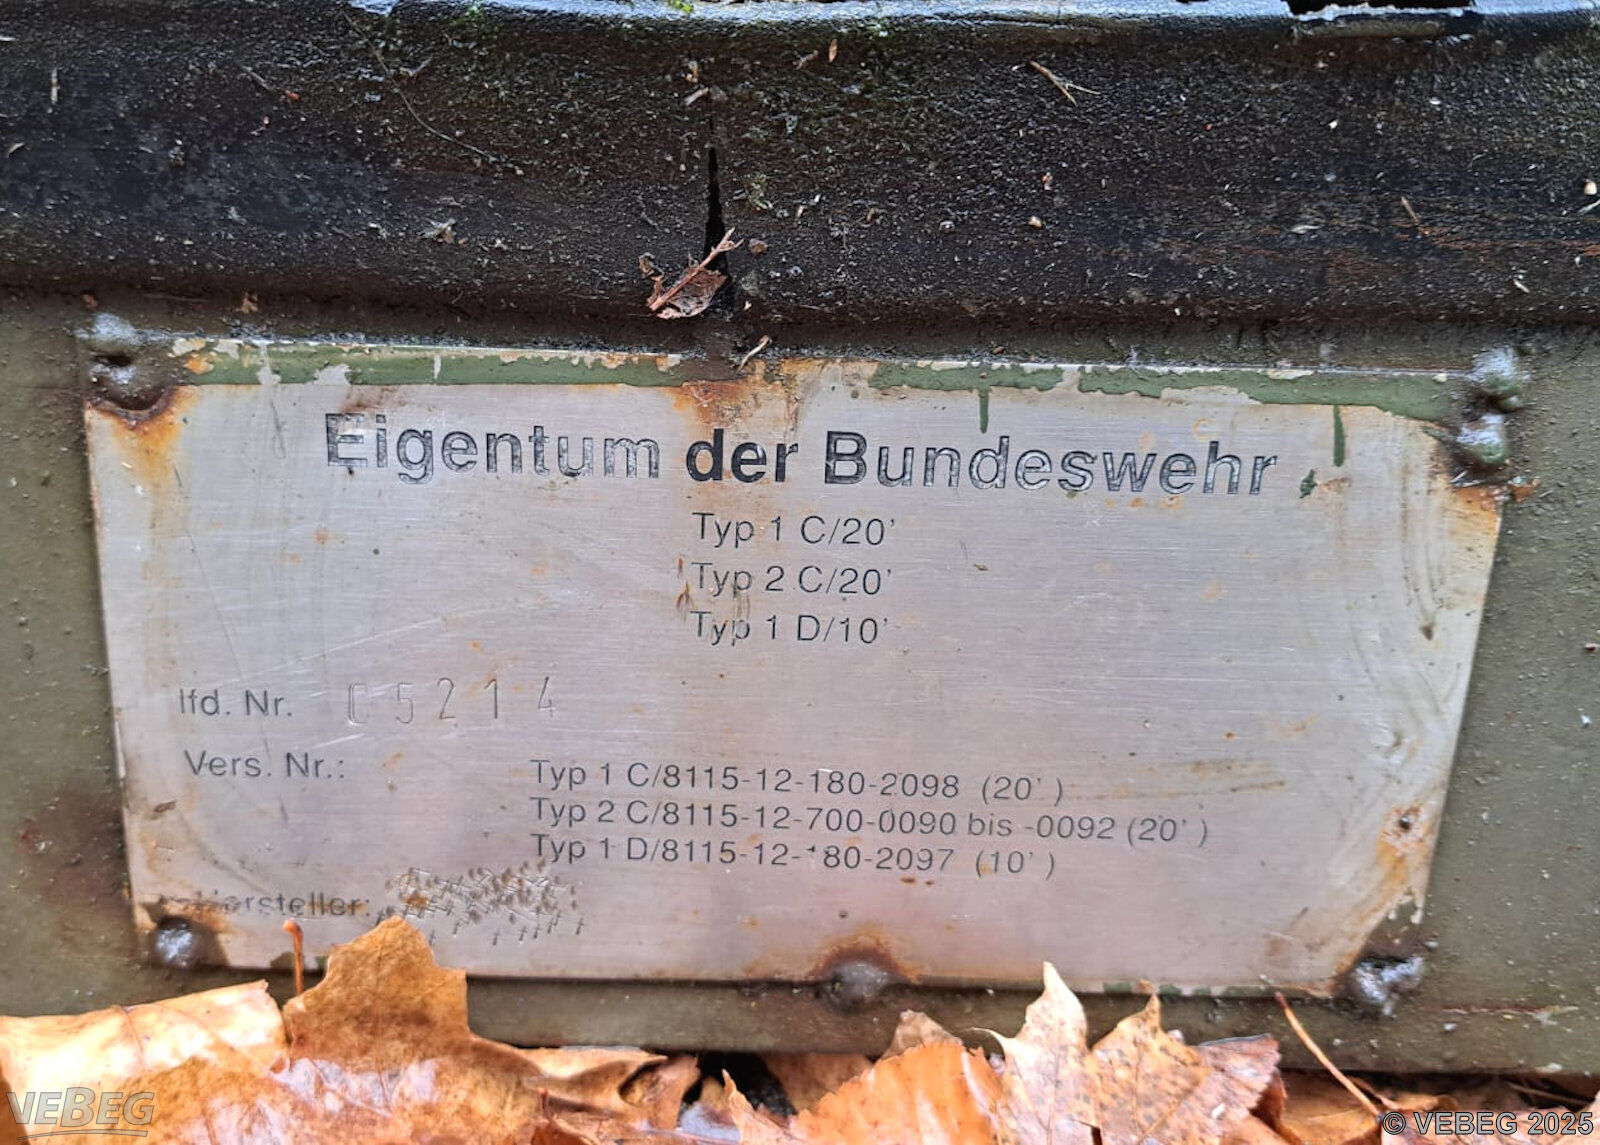 Eigentum der Bundeswehr
Typ 1 C/20'
Typ 2 C/20'
Typ 1 D/10'
lfd. Nr. 05214
Vers. Nr.:
Typ 1 C/8115-12-180-2098 (20')
Typ 2 C/8115-12-700-0090 bis -0092 (20')
Typ 1 D/8115-12-180-2097 (10')
Hersteller:
VEBEG
© VEBEG 2025